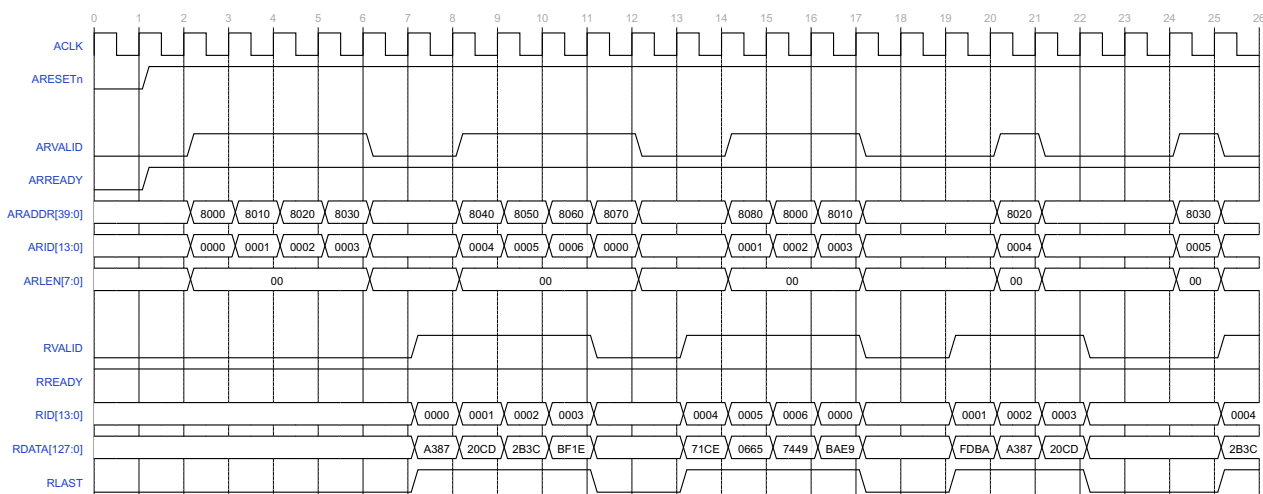 0 1 2 3 4 5 6 7 8 9 10 11 12 13 14 15 16 17 18 19 20 21 22 23 24 25 26
ACLK
ARESETn
ARVALID
ARREADY
ARADDR[39:0] 8000 8010 8020 8030 8040 8050 8060 8070 8080 8000 8010 8020 8030
ARID[13:0] 0000 0001 0002 0003 0004 0005 0006 0000 0001 0002 0003 0004 0005
ARLEN[7:0] 00 00 00 00 00
RVALID
RREADY
RID[13:0] 0000 0001 0002 0003 0004 0005 0006 0000 0001 0002 0003 0004
RDATA[127:0] A387 20CD 2B3C BF1E 71CE 0665 7449 BAE9 FDBA A387 20CD 2B3C
RLAST